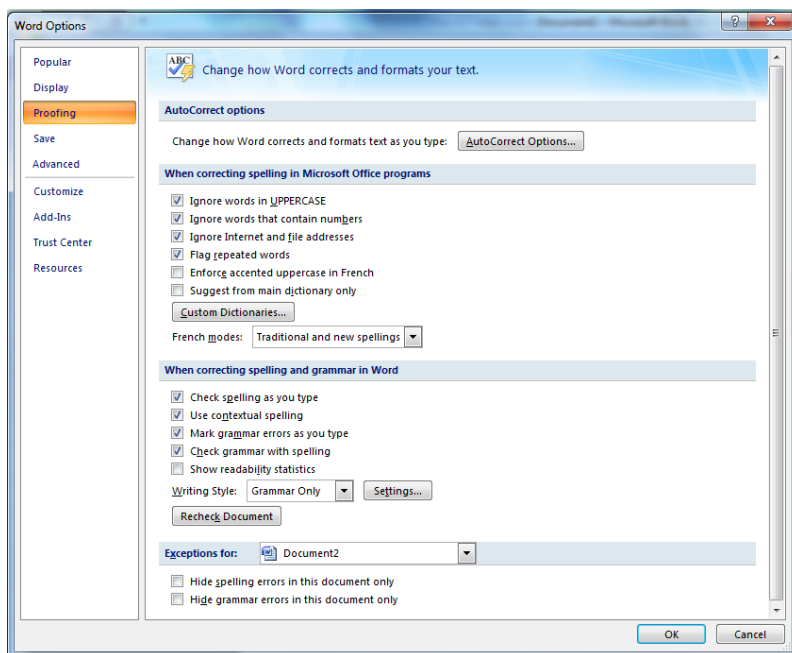 Word Options
Popular
Display
Proofing
Save
Advanced
Customize
Add-Ins
Trust Center
Resources
ABC
Change how Word corrects and formats your text.
AutoCorrect options
Change how Word corrects and formats text as you type: AutoCorrect Options...
When correcting spelling in Microsoft Office programs
Ignore words in UPPERCASE
Ignore words that contain numbers
Ignore Internet and file addresses
Flag repeated words
Enforce accented uppercase in French
Suggest from main dictionary only
Custom Dictionaries...
French modes: Traditional and new spellings
When correcting spelling and grammar in Word
Check spelling as you type
Use contextual spelling
Mark grammar errors as you type
Check grammar with spelling
Show readability statistics
Writing Style: Grammar Only Settings...
Recheck Document
Exceptions for: Document2
Hide spelling errors in this document only
Hide grammar errors in this document only
OK Cancel